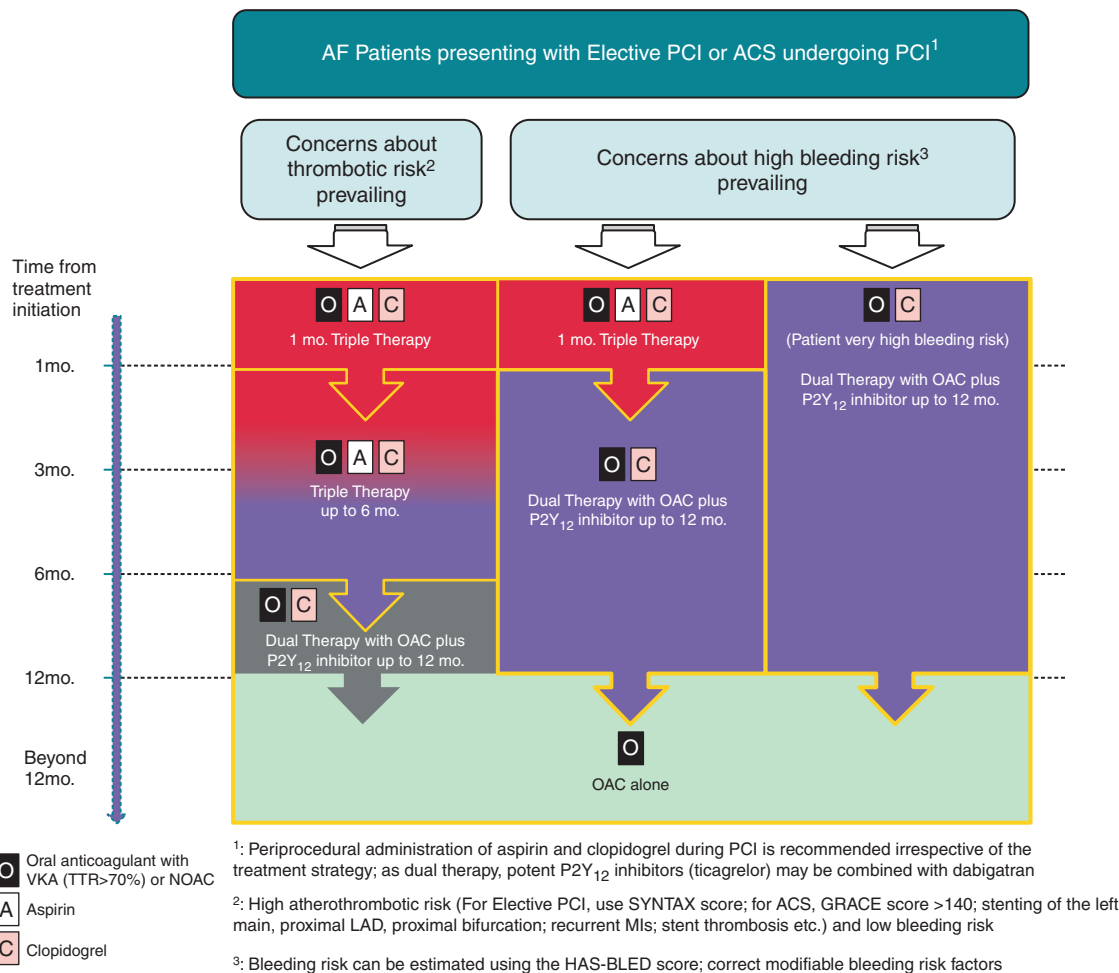 AF Patients presenting with Elective PCI or ACS undergoing PCI1
Concerns about
thrombotic risk2
prevailing
Concerns about high bleeding risk3
prevailing
Time from
treatment
initiation
1mo.
3mo.
6mo.
12mo.
Beyond
12mo.
O A C
1 mo. Triple Therapy
O A C
Triple Therapy
up to 6 mo.
O C
Dual Therapy with OAC plus
P2Y12 inhibitor up to 12 mo.
O A C
1 mo. Triple Therapy
O C
Dual Therapy with OAC plus
P2Y12 inhibitor up to 12 mo.
O C
(Patient very high bleeding risk)
Dual Therapy with OAC plus
P2Y12 inhibitor up to 12 mo.
O
OAC alone
O Oral anticoagulant with
VKA (TTR>70%) or NOAC
A Aspirin
C Clopidogrel
1: Periprocedural administration of aspirin and clopidogrel during PCI is recommended irrespective of the
treatment strategy; as dual therapy, potent P2Y12 inhibitors (ticagrelor) may be combined with dabigatran
2: High atherothrombotic risk (For Elective PCI, use SYNTAX score; for ACS, GRACE score >140; stenting of the left
main, proximal LAD, proximal bifurcation; recurrent MIs; stent thrombosis etc.) and low bleeding risk
3: Bleeding risk can be estimated using the HAS-BLED score; correct modifiable bleeding risk factors